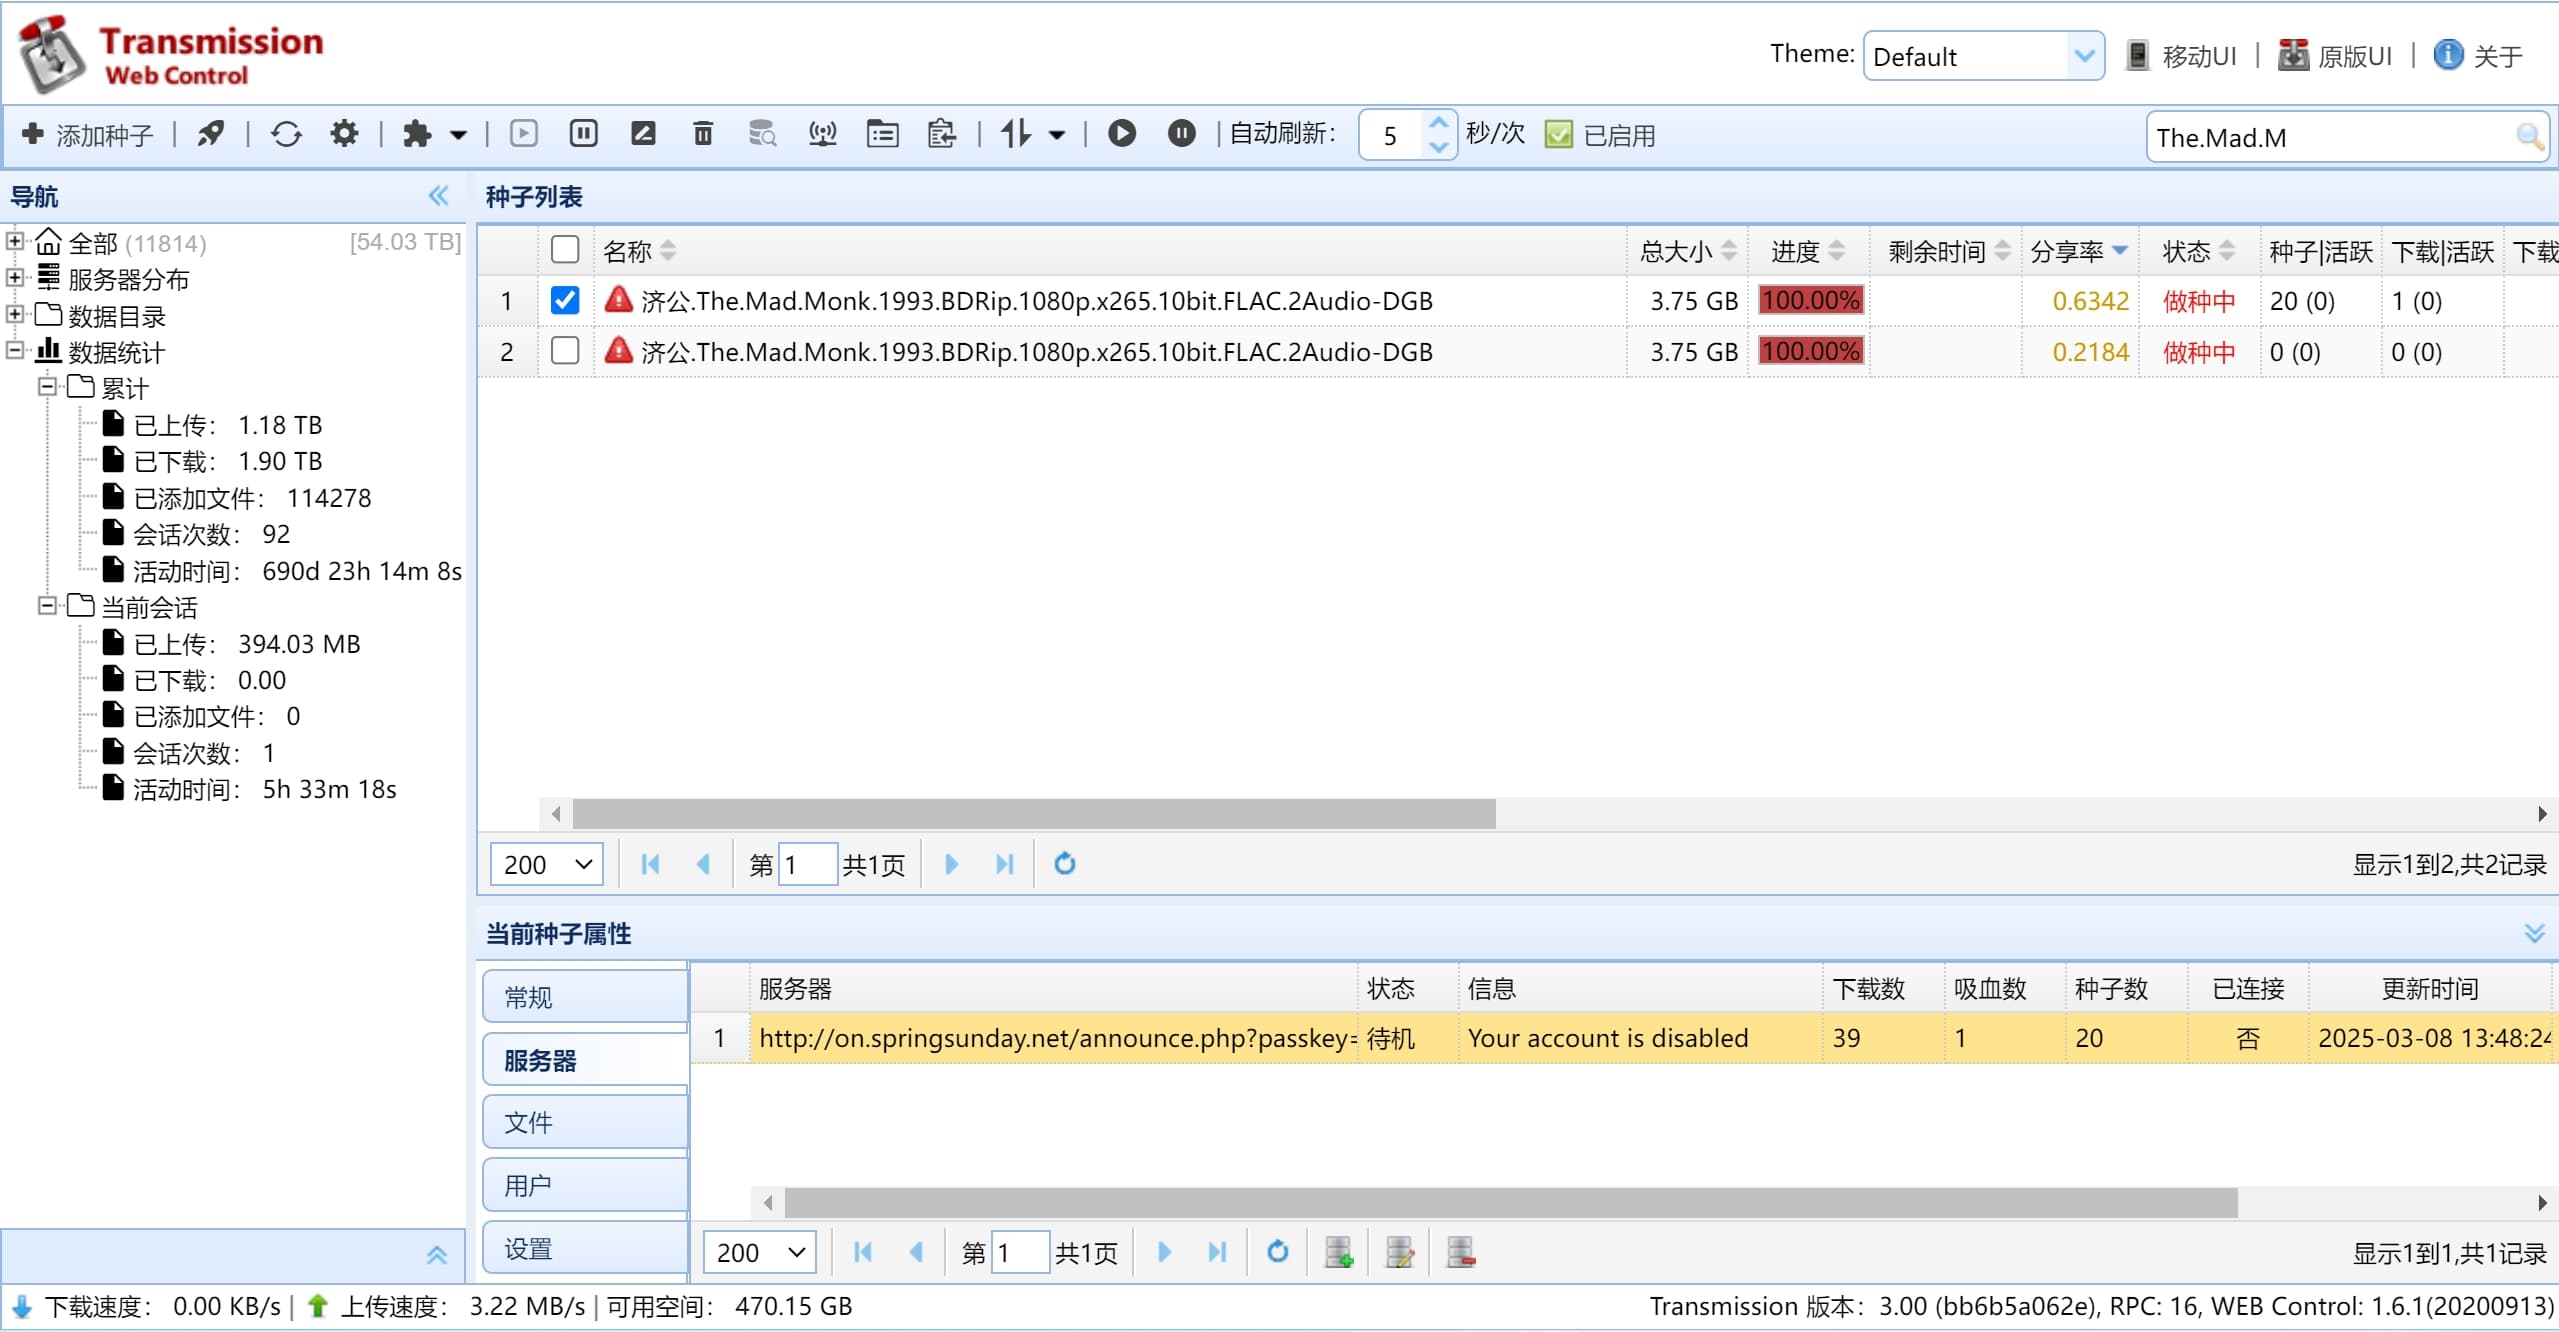 Transmission
Web Control
Theme: Default 移动UI | 原版UI | 关于
添加种子 | | | | | | 自动刷新： 5 秒/次 已启用 The.Mad.M
导航
全部 (11814) [54.03 TB]
服务器分布
数据目录
数据统计
累计
已上传： 1.18 TB
已下载： 1.90 TB
已添加文件： 114278
会话次数： 92
活动时间： 690d 23h 14m 8s
当前会话
已上传： 394.03 MB
已下载： 0.00
已添加文件： 0
会话次数： 1
活动时间： 5h 33m 18s
种子列表
名称 总大小 进度 剩余时间 分享率 状态 种子|活跃 下载|活跃 下载
1 济公.The.Mad.Monk.1993.BDRip.1080p.x265.10bit.FLAC.2Audio-DGB 3.75 GB 100.00% 0.6342 做种中 20 (0) 1 (0)
2 济公.The.Mad.Monk.1993.BDRip.1080p.x265.10bit.FLAC.2Audio-DGB 3.75 GB 100.00% 0.2184 做种中 0 (0) 0 (0)
200 第 1 共1页 显示1到2,共2记录
当前种子属性
常规
服务器
文件
用户
设置
服务器 状态 信息 下载数 吸血数 种子数 已连接 更新时间
1 http://on.springsunday.net/announce.php?passkey= 待机 Your account is disabled 39 1 20 否 2025-03-08 13:48:24
200 第 1 共1页 显示1到1,共1记录
下载速度： 0.00 KB/s | 上传速度： 3.22 MB/s | 可用空间： 470.15 GB
Transmission 版本：3.00 (bb6b5a062e), RPC: 16, WEB Control: 1.6.1(20200913)